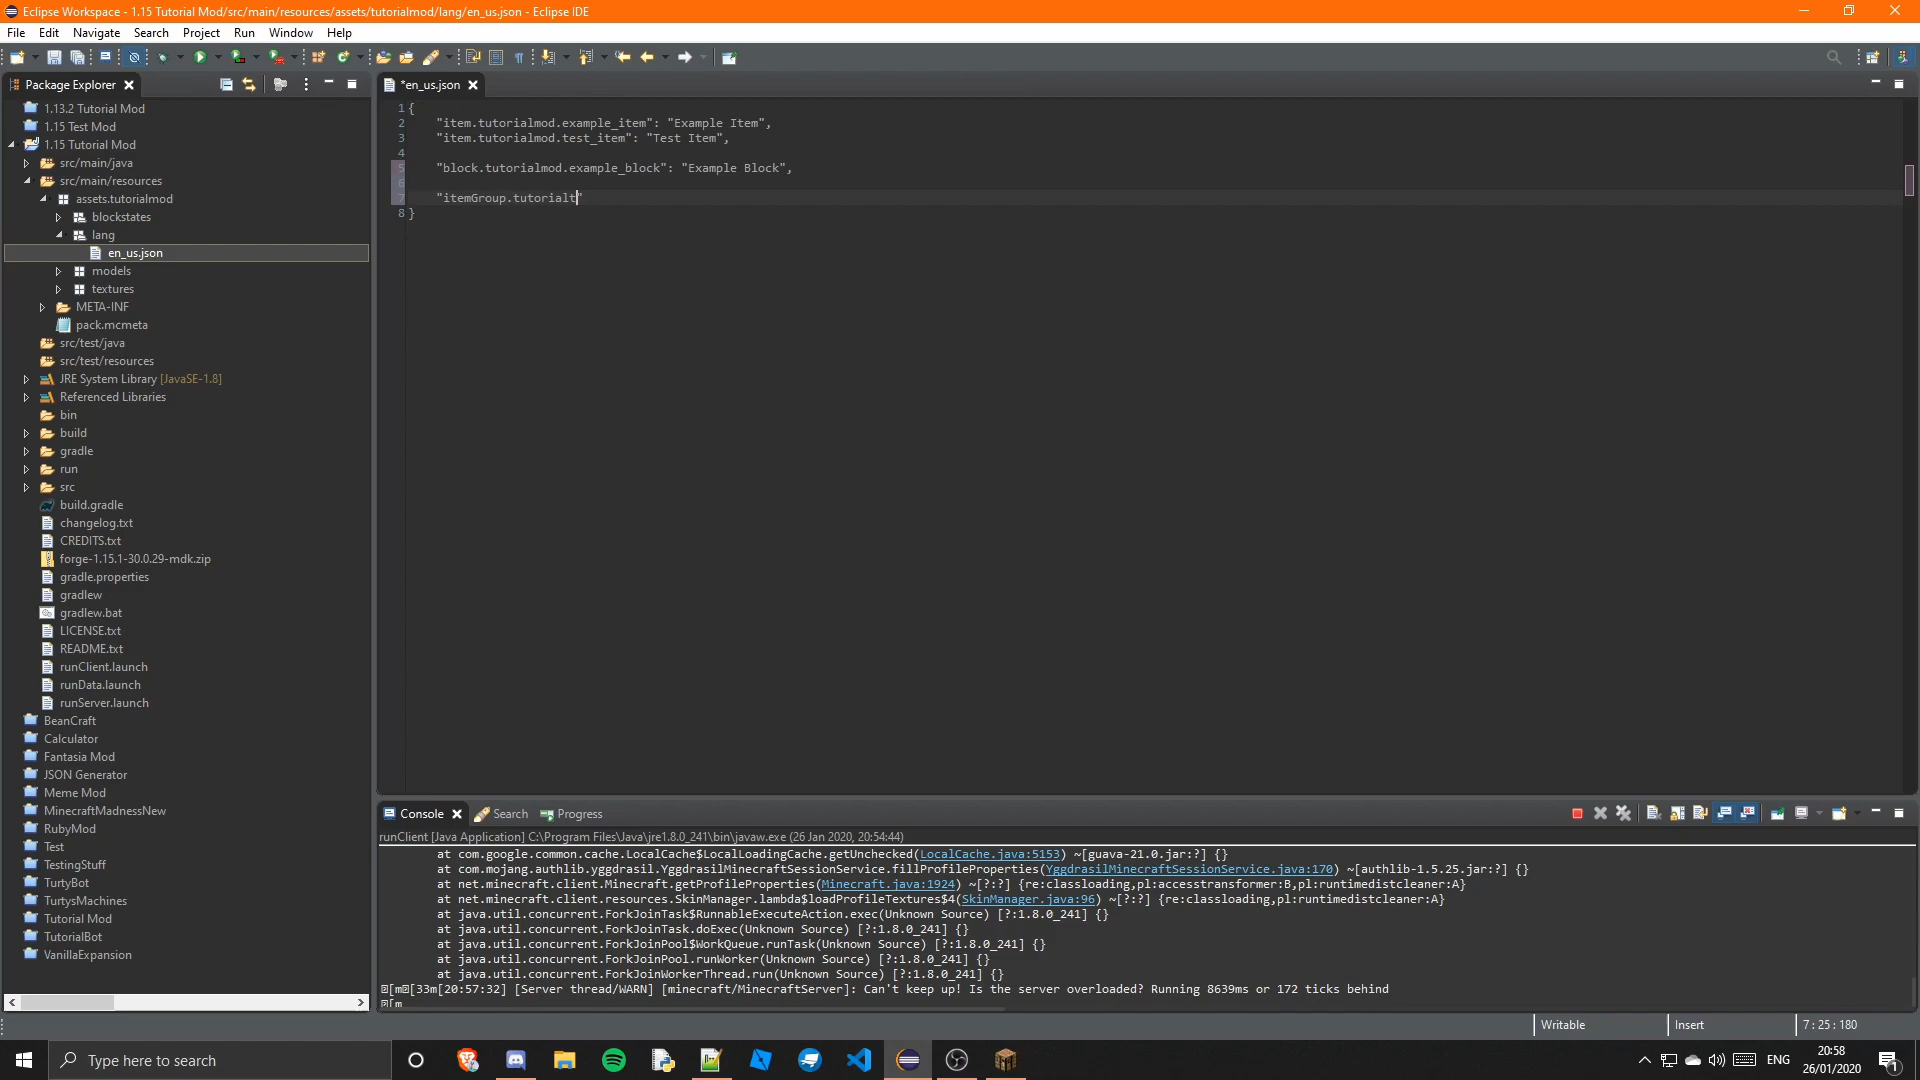 Eclipse Workspace - 1.15 Tutorial Mod/src/main/resources/assets/tutorialmod/lang/en_us.json - Eclipse IDE
File Edit Navigate Search Project Run Window Help
Package Explorer
1.13.2 Tutorial Mod
1.15 Test Mod
1.15 Tutorial Mod
src/main/java
src/main/resources
assets.tutorialmod
blockstates
lang
en_us.json
models
textures
META-INF
pack.mcmeta
src/test/java
src/test/resources
JRE System Library [JavaSE-1.8]
Referenced Libraries
bin
build
gradle
run
src
build.gradle
changelog.txt
CREDITS.txt
forge-1.15.1-30.0.29-mdk.zip
gradle.properties
gradlew
gradlew.bat
LICENSE.txt
README.txt
runClient.launch
runData.launch
runServer.launch
BeanCraft
Calculator
Fantasia Mod
JSON Generator
Meme Mod
MinecraftMadnessNew
RubyMod
Test
TestingStuff
TurtyBot
TurtysMachines
Tutorial Mod
TutorialBot
VanillaExpansion
*en_us.json
1 {
2 "item.tutorialmod.example_item": "Example Item",
3 "item.tutorialmod.test_item": "Test Item",
4
5 "block.tutorialmod.example_block": "Example Block",
6
7 "itemGroup.tutorialt"
8 }
Console Search Progress
runClient [Java Application] C:\Program Files\Java\jre1.8.0_241\bin\javaw.exe (26 Jan 2020, 20:54:44)
at com.google.common.cache.LocalCache$LocalLoadingCache.getUnchecked(LocalCache.java:5153) ~[guava-21.0.jar:?] {}
at com.mojang.authlib.yggdrasil.YggdrasilMinecraftSessionService.fillProfileProperties(YggdrasilMinecraftSessionService.java:170) ~[authlib-1.5.25.jar:?] {}
at net.minecraft.client.Minecraft.getProfileProperties(Minecraft.java:1924) ~[?:?] {re:classloading,pl:accesstransformer:B,pl:runtimedistcleaner:A}
at net.minecraft.client.resources.SkinManager.lambda$loadProfileTextures$4(SkinManager.java:96) ~[?:?] {re:classloading,pl:runtimedistcleaner:A}
at java.util.concurrent.ForkJoinTask$RunnableExecuteAction.exec(Unknown Source) [?:1.8.0_241] {}
at java.util.concurrent.ForkJoinTask.doExec(Unknown Source) [?:1.8.0_241] {}
at java.util.concurrent.ForkJoinPool$WorkQueue.runTask(Unknown Source) [?:1.8.0_241] {}
at java.util.concurrent.ForkJoinPool.runWorker(Unknown Source) [?:1.8.0_241] {}
at java.util.concurrent.ForkJoinWorkerThread.run(Unknown Source) [?:1.8.0_241] {}
[m[33m[20:57:32] [Server thread/WARN] [minecraft/MinecraftServer]: Can't keep up! Is the server overloaded? Running 8639ms or 172 ticks behind
[m
Writable Insert 7 : 25 : 180
Type here to search
ENG
20:58
26/01/2020
1